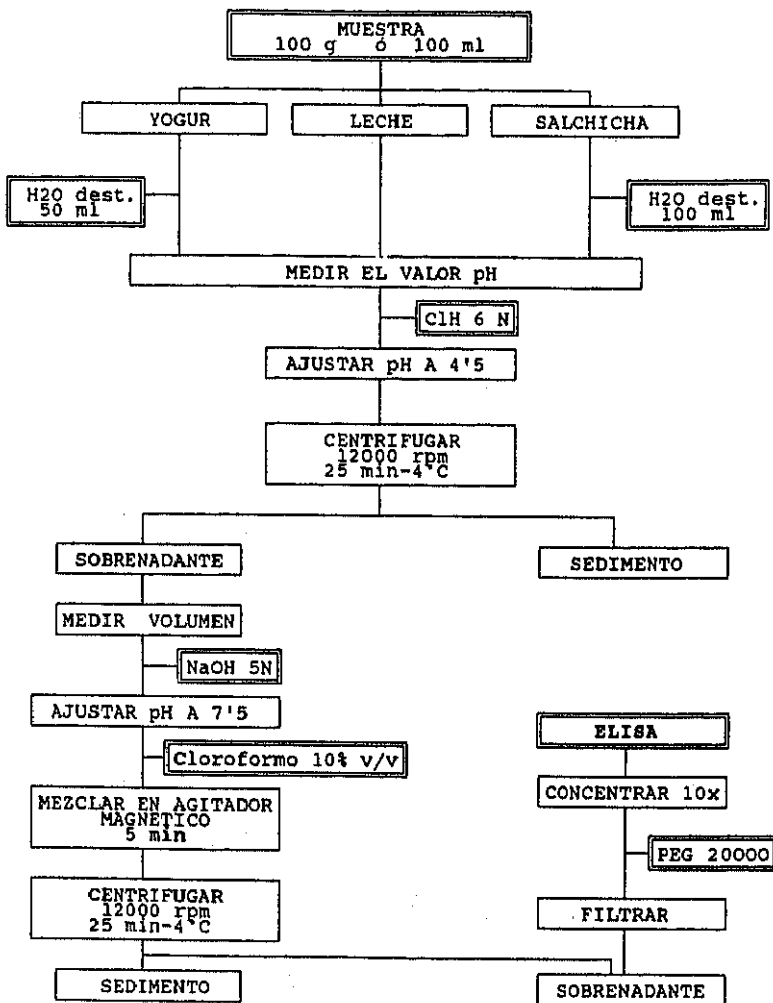 MUESTRA
100 g ó 100 ml
YOGUR
LECHE
SALCHICHA
H2O dest.
50 ml
H2O dest.
100 ml
MEDIR EL VALOR pH
ClH 6 N
AJUSTAR pH A 4'5
CENTRIFUGAR
12000 rpm
25 min-4°C
SOBRENADANTE
SEDIMENTO
MEDIR VOLUMEN
NaOH 5N
AJUSTAR pH A 7'5
Cloroformo 10% v/v
MEZCLAR EN AGITADOR
MAGNETICO
5 min
CENTRIFUGAR
12000 rpm
25 min-4°C
SEDIMENTO
ELISA
CONCENTRAR 10x
PEG 20000
FILTRAR
SOBRENADANTE